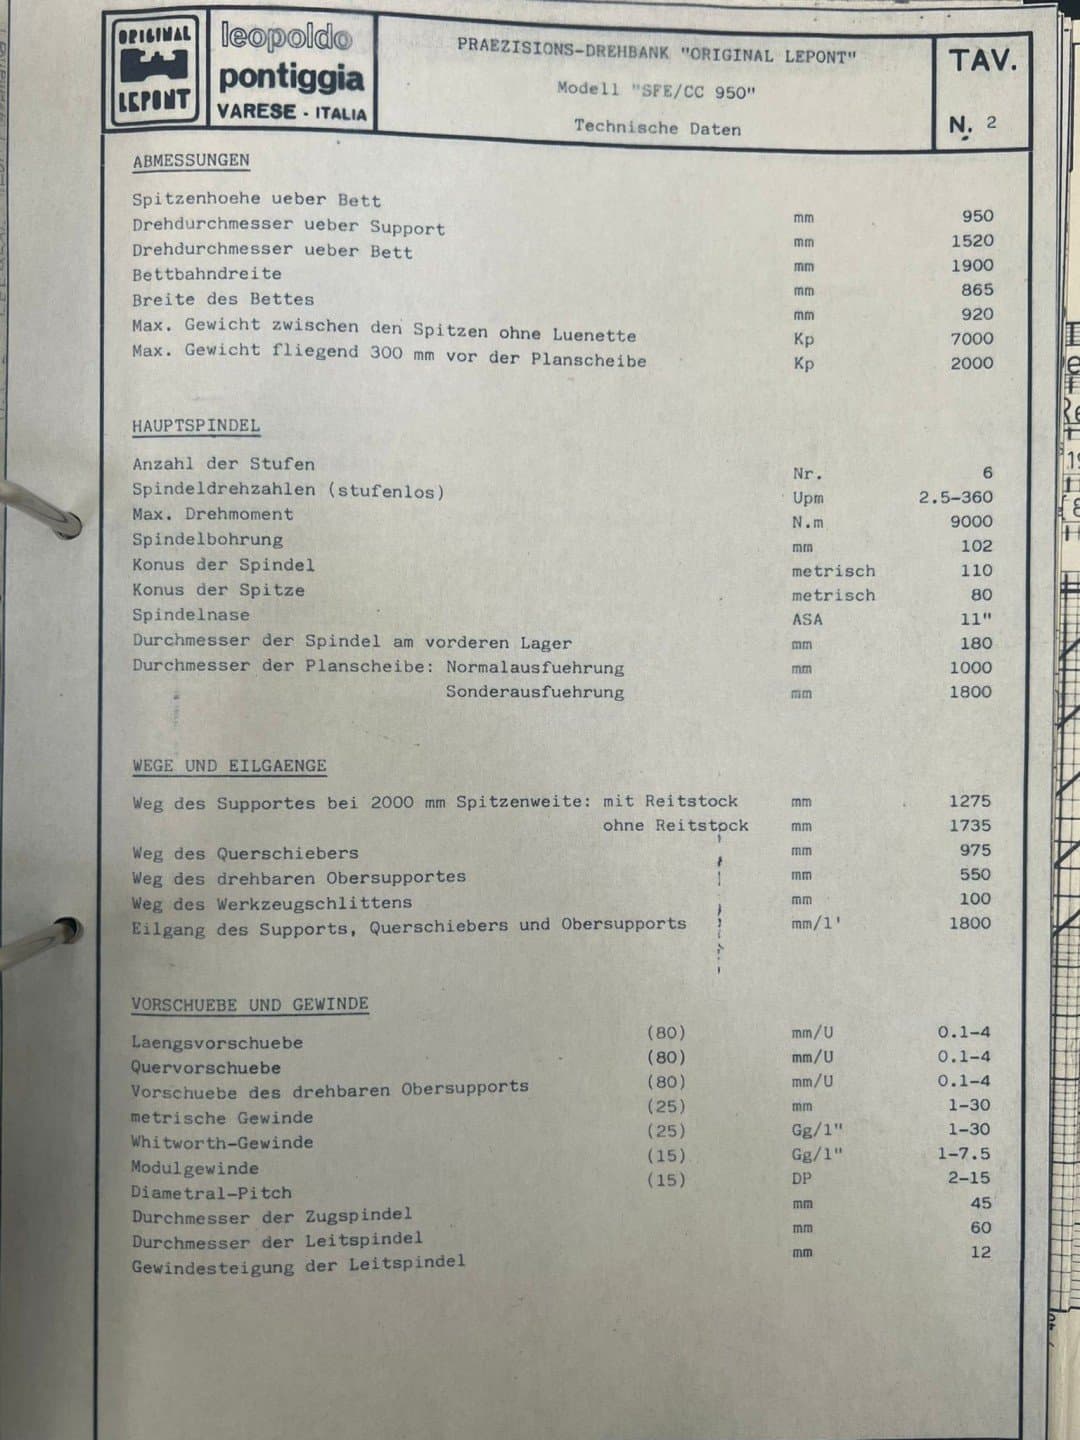 ORIGINAL
LEPONT
leopoldo
pontiggia
VARESE - ITALIA
PRAEZISIONS-DREHBANK "ORIGINAL LEPONT"
Modell "SFE/CC 950"
Technische Daten
TAV.
N. 2
ABMESSUNGEN
Spitzenhoehe ueber Bett mm 950
Drehdurchmesser ueber Support mm 1520
Drehdurchmesser ueber Bett mm 1900
Bettbahndreite mm 865
Breite des Bettes mm 920
Max. Gewicht zwischen den Spitzen ohne Luenette Kp 7000
Max. Gewicht fliegend 300 mm vor der Planscheibe Kp 2000
HAUPTSPINDEL
Anzahl der Stufen Nr. 6
Spindeldrehzahlen (stufenlos) Upm 2.5-360
Max. Drehmoment N.m 9000
Spindelbohrung mm 102
Konus der Spindel metrisch 110
Konus der Spitze metrisch 80
Spindelnase ASA 11"
Durchmesser der Spindel am vorderen Lager mm 180
Durchmesser der Planscheibe: Normalausfuehrung mm 1000
Sonderausfuehrung mm 1800
WEGE UND EILGAENGE
Weg des Supportes bei 2000 mm Spitzenweite: mit Reitstock mm 1275
ohne Reitstock mm 1735
Weg des Querschiebers mm 975
Weg des drehbaren Obersupportes mm 550
Weg des Werkzeugschlittens mm 100
Eilgang des Supports, Querschiebers und Obersupports mm/1' 1800
VORSCHUEBE UND GEWINDE
Laengsvorschuebe (80) mm/U 0.1-4
Quervorschuebe (80) mm/U 0.1-4
Vorschuebe des drehbaren Obersupports (80) mm/U 0.1-4
metrische Gewinde (25) mm 1-30
Whitworth-Gewinde (25) Gg/1" 1-30
Modulgewinde (15) Gg/1" 1-7.5
Diametral-Pitch (15) DP 2-15
Durchmesser der Zugspindel mm 45
Durchmesser der Leitspindel mm 60
Gewindesteigung der Leitspindel mm 12